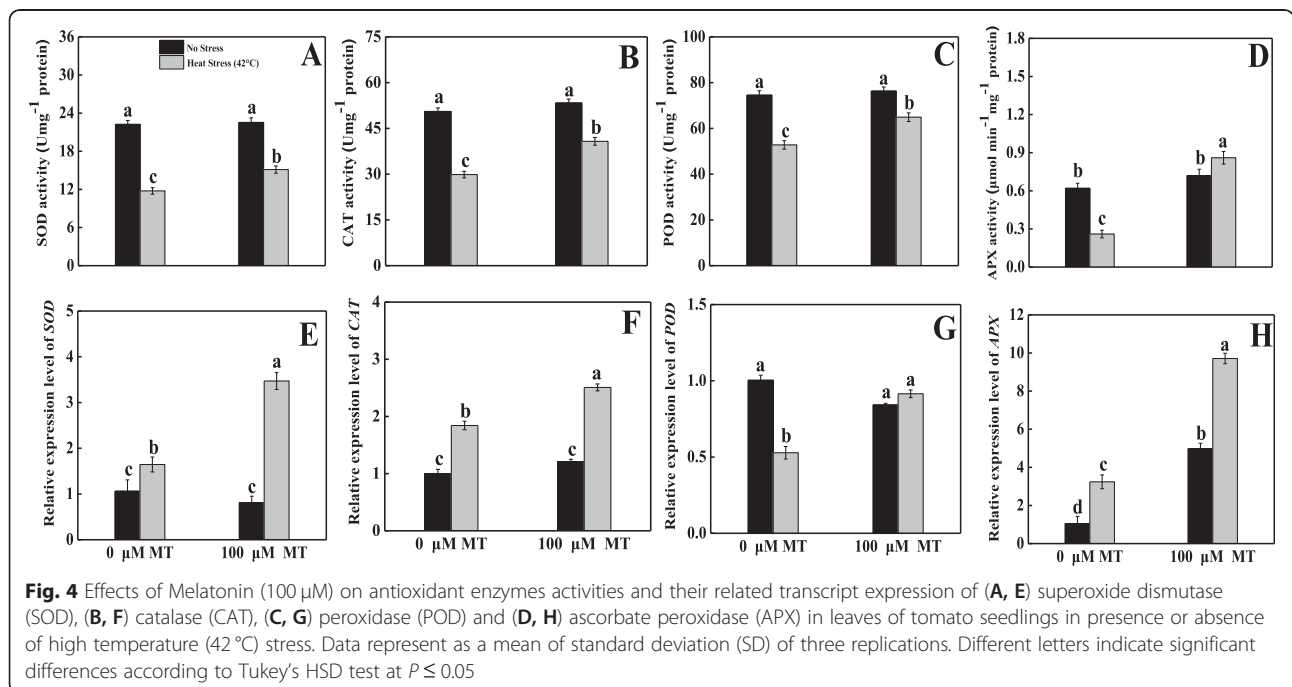 No Stress
Heat Stress (42°C)
A
SOD activity (Umg⁻¹ protein)
36
30
24
18
12
6
0
a
c
a
b
B
CAT activity (Umg⁻¹ protein)
75
60
45
30
15
0
a
c
a
b
C
POD activity (Umg⁻¹ protein)
100
80
60
40
20
0
a
c
a
b
D
APX activity (µmol min⁻¹mg⁻¹ protein)
1.8
1.5
1.2
0.9
0.6
0.3
0.0
b
c
b
a
E
Relative expression level of SOD
5
4
3
2
1
0
c
b
c
a
0 µM MT
100 µM MT
F
Relative expression level of CAT
4
3
2
1
0
c
b
c
a
0 µM MT
100 µM MT
G
Relative expression level of POD
1.5
1.0
0.5
0.0
a
b
a
a
0 µM MT
100 µM MT
H
Relative expression level of APX
12
10
8
6
4
2
0
d
c
b
a
0 µM MT
100 µM MT
Fig. 4 Effects of Melatonin (100 µM) on antioxidant enzymes activities and their related transcript expression of (A, E) superoxide dismutase
(SOD), (B, F) catalase (CAT), (C, G) peroxidase (POD) and (D, H) ascorbate peroxidase (APX) in leaves of tomato seedlings in presence or absence
of high temperature (42 °C) stress. Data represent as a mean of standard deviation (SD) of three replications. Different letters indicate significant
differences according to Tukey's HSD test at P ≤ 0.05